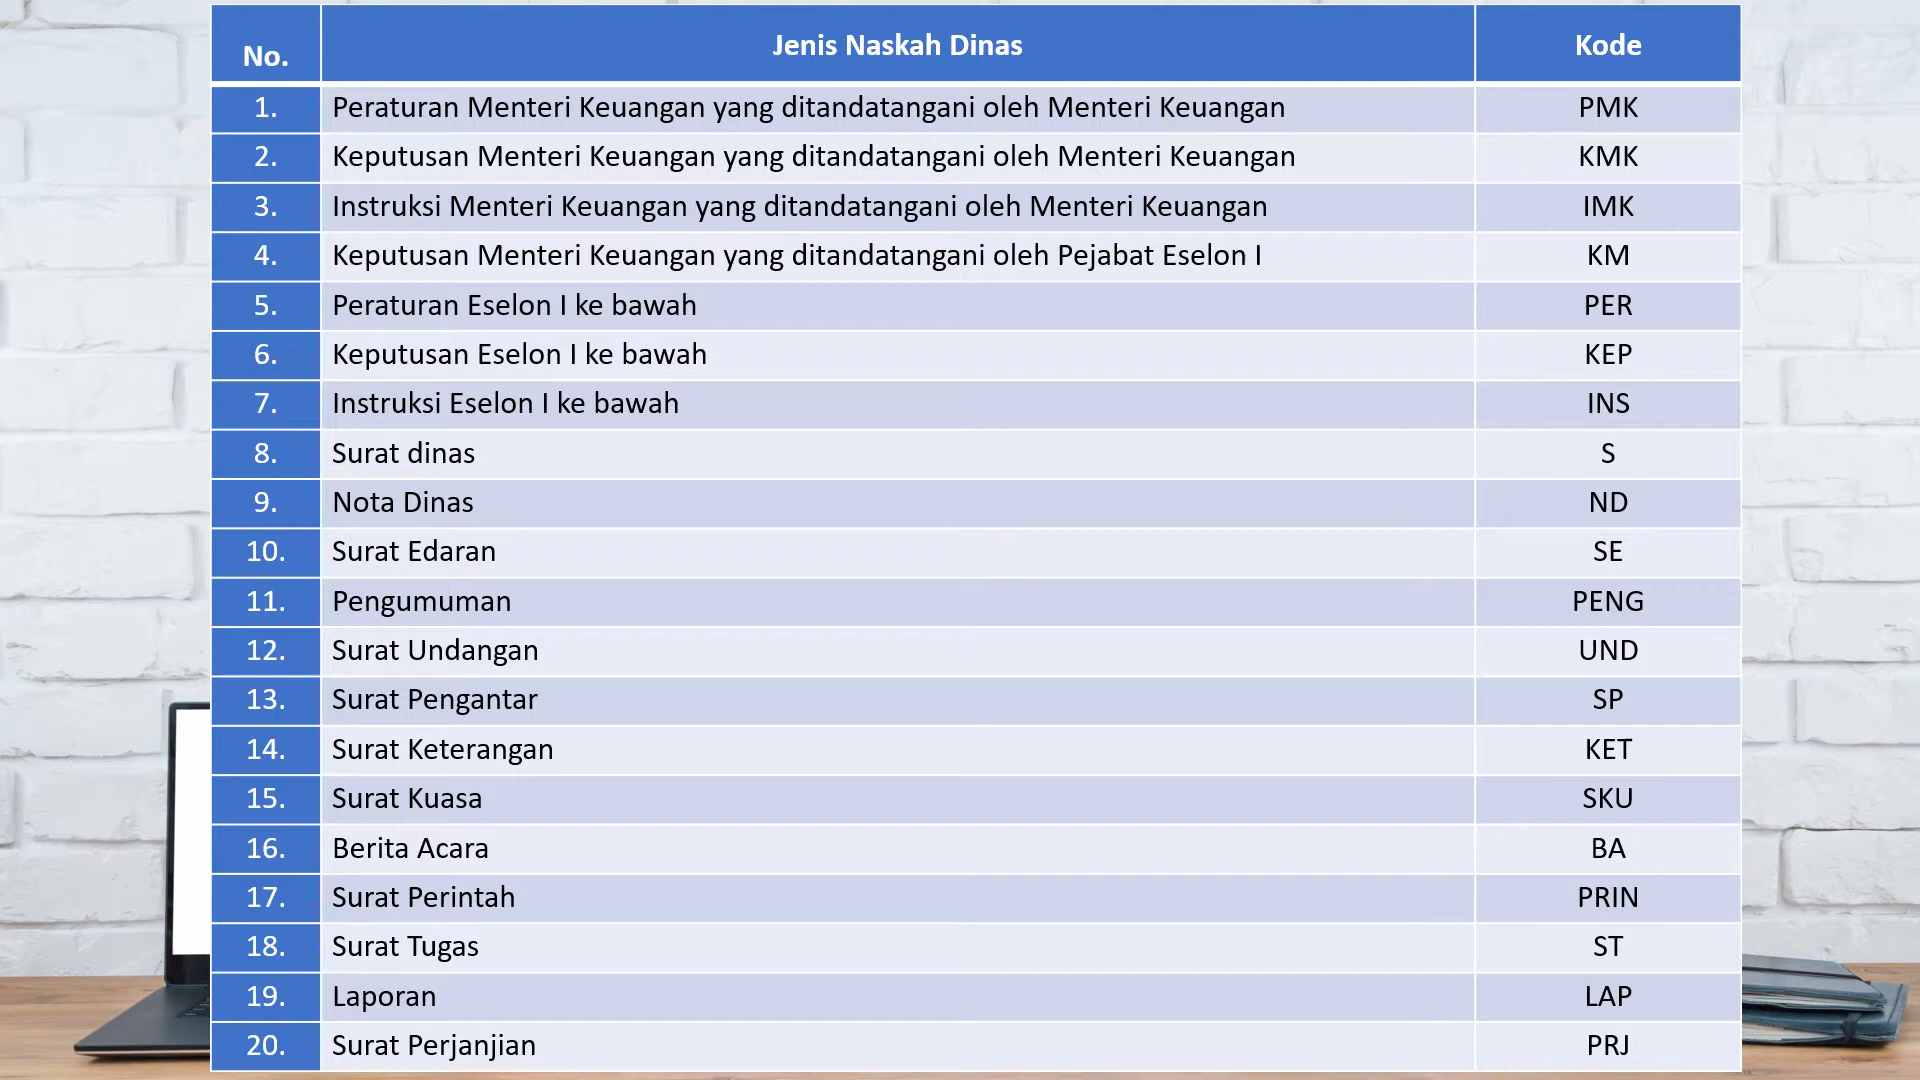 No. Jenis Naskah Dinas Kode
1. Peraturan Menteri Keuangan yang ditandatangani oleh Menteri Keuangan PMK
2. Keputusan Menteri Keuangan yang ditandatangani oleh Menteri Keuangan KMK
3. Instruksi Menteri Keuangan yang ditandatangani oleh Menteri Keuangan IMK
4. Keputusan Menteri Keuangan yang ditandatangani oleh Pejabat Eselon I KM
5. Peraturan Eselon I ke bawah PER
6. Keputusan Eselon I ke bawah KEP
7. Instruksi Eselon I ke bawah INS
8. Surat dinas S
9. Nota Dinas ND
10. Surat Edaran SE
11. Pengumuman PENG
12. Surat Undangan UND
13. Surat Pengantar SP
14. Surat Keterangan KET
15. Surat Kuasa SKU
16. Berita Acara BA
17. Surat Perintah PRIN
18. Surat Tugas ST
19. Laporan LAP
20. Surat Perjanjian PRJ